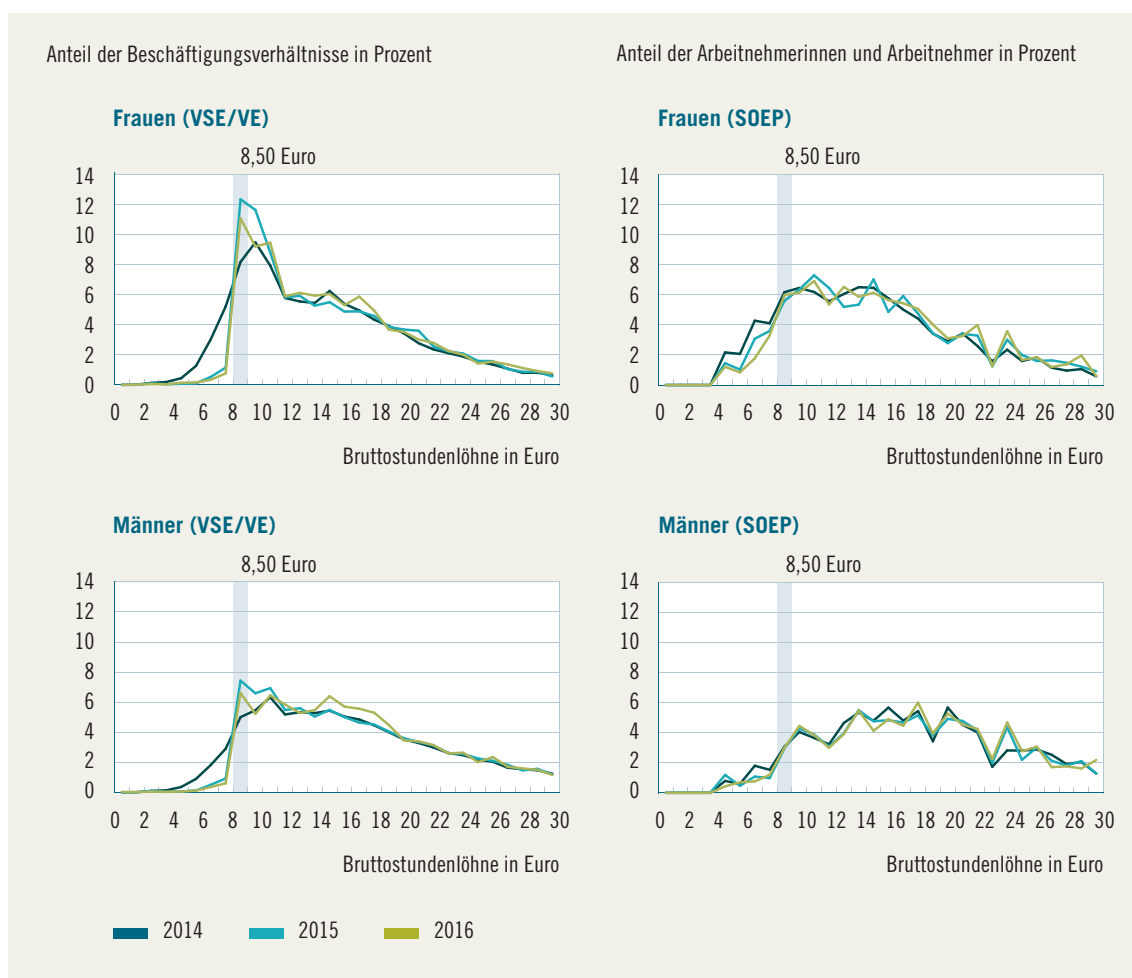 Anteil der Beschäftigungsverhältnisse in Prozent
Anteil der Arbeitnehmerinnen und Arbeitnehmer in Prozent
Frauen (VSE/VE)
8,50 Euro
14
12
10
8
6
4
2
0
0 2 4 6 8 10 12 14 16 18 20 22 24 26 28 30
Bruttostundenlöhne in Euro
Frauen (SOEP)
8,50 Euro
14
12
10
8
6
4
2
0
0 2 4 6 8 10 12 14 16 18 20 22 24 26 28 30
Bruttostundenlöhne in Euro
Männer (VSE/VE)
8,50 Euro
14
12
10
8
6
4
2
0
0 2 4 6 8 10 12 14 16 18 20 22 24 26 28 30
Bruttostundenlöhne in Euro
Männer (SOEP)
8,50 Euro
14
12
10
8
6
4
2
0
0 2 4 6 8 10 12 14 16 18 20 22 24 26 28 30
Bruttostundenlöhne in Euro
2014 2015 2016